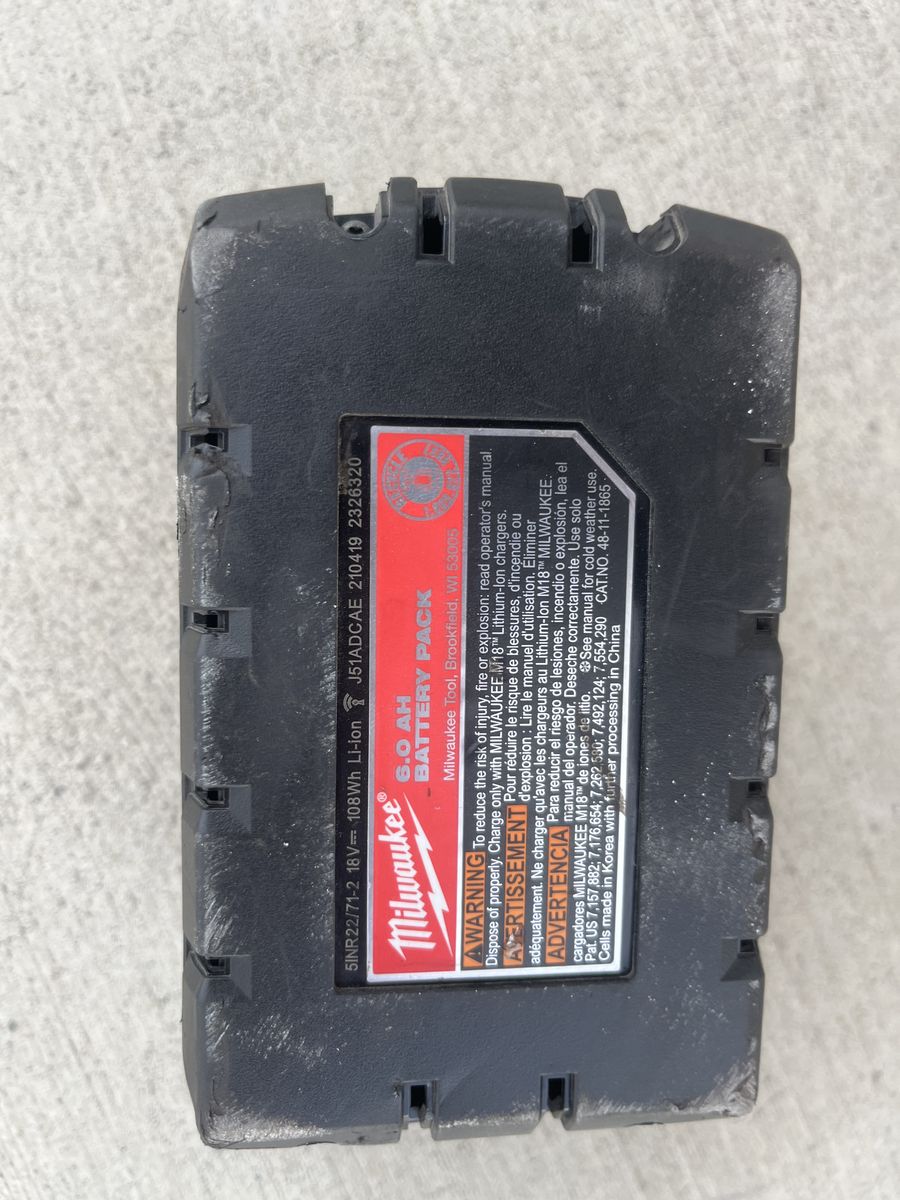 5INR22/71-2 18V⎓ 108Wh Li-ion J51ADCAE 210419 2326320
Milwaukee®
6.0 AH
BATTERY PACK
Milwaukee Tool, Brookfield, WI 53005
WARNING To reduce the risk of injury, fire or explosion: read operator's manual.
Dispose of property. Charge only with MILWAUKEE M18™ Lithium-Ion chargers.
AVERTISSEMENT Pour réduire le risque de blessures, d'incendie ou
d'explosion : Lire le manuel d'utilisation. Eliminer
adéquatement. Ne charger qu'avec les chargeurs au Lithium-Ion M18™ MILWAUKEE.
ADVERTENCIA Para reducir el riesgo de lesiones, incendio o explosión, lea el
manual del operador. Deseche correctamente. Use solo
cargadores MILWAUKEE M18™ de iones de litio. ❄See manual for cold weather use.
Pat. US 7,157,882; 7,176,654; 7,262,580; 7,492,124; 7,554,290 CAT.NO. 48-11-1865
Cells made in Korea with further processing in China